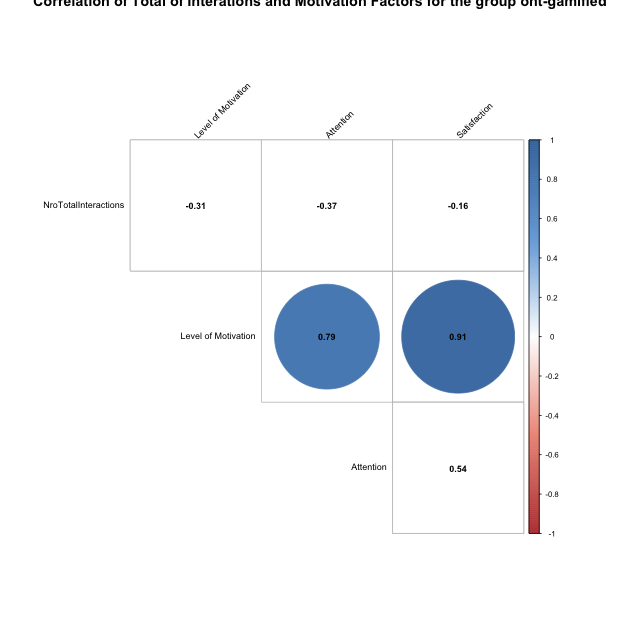 Correlation of Total of Interations and Motivation Factors for the group ont-gamified
Level of Motivation
Attention
Satisfaction
NroTotalInteractions
-0.31
-0.37
-0.16
Level of Motivation
0.79
0.91
Attention
0.54
1
0.8
0.6
0.4
0.2
0
-0.2
-0.4
-0.6
-0.8
-1